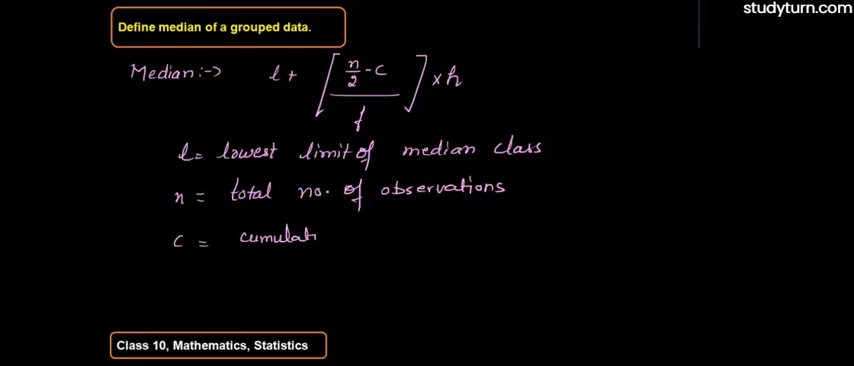 studyturn.com
Define median of a grouped data.
Median:-> l + [ n/2 - c / f ] × h
l = lowest limit of median class
n = total no. of observations
c = cumulat
Class 10, Mathematics, Statistics